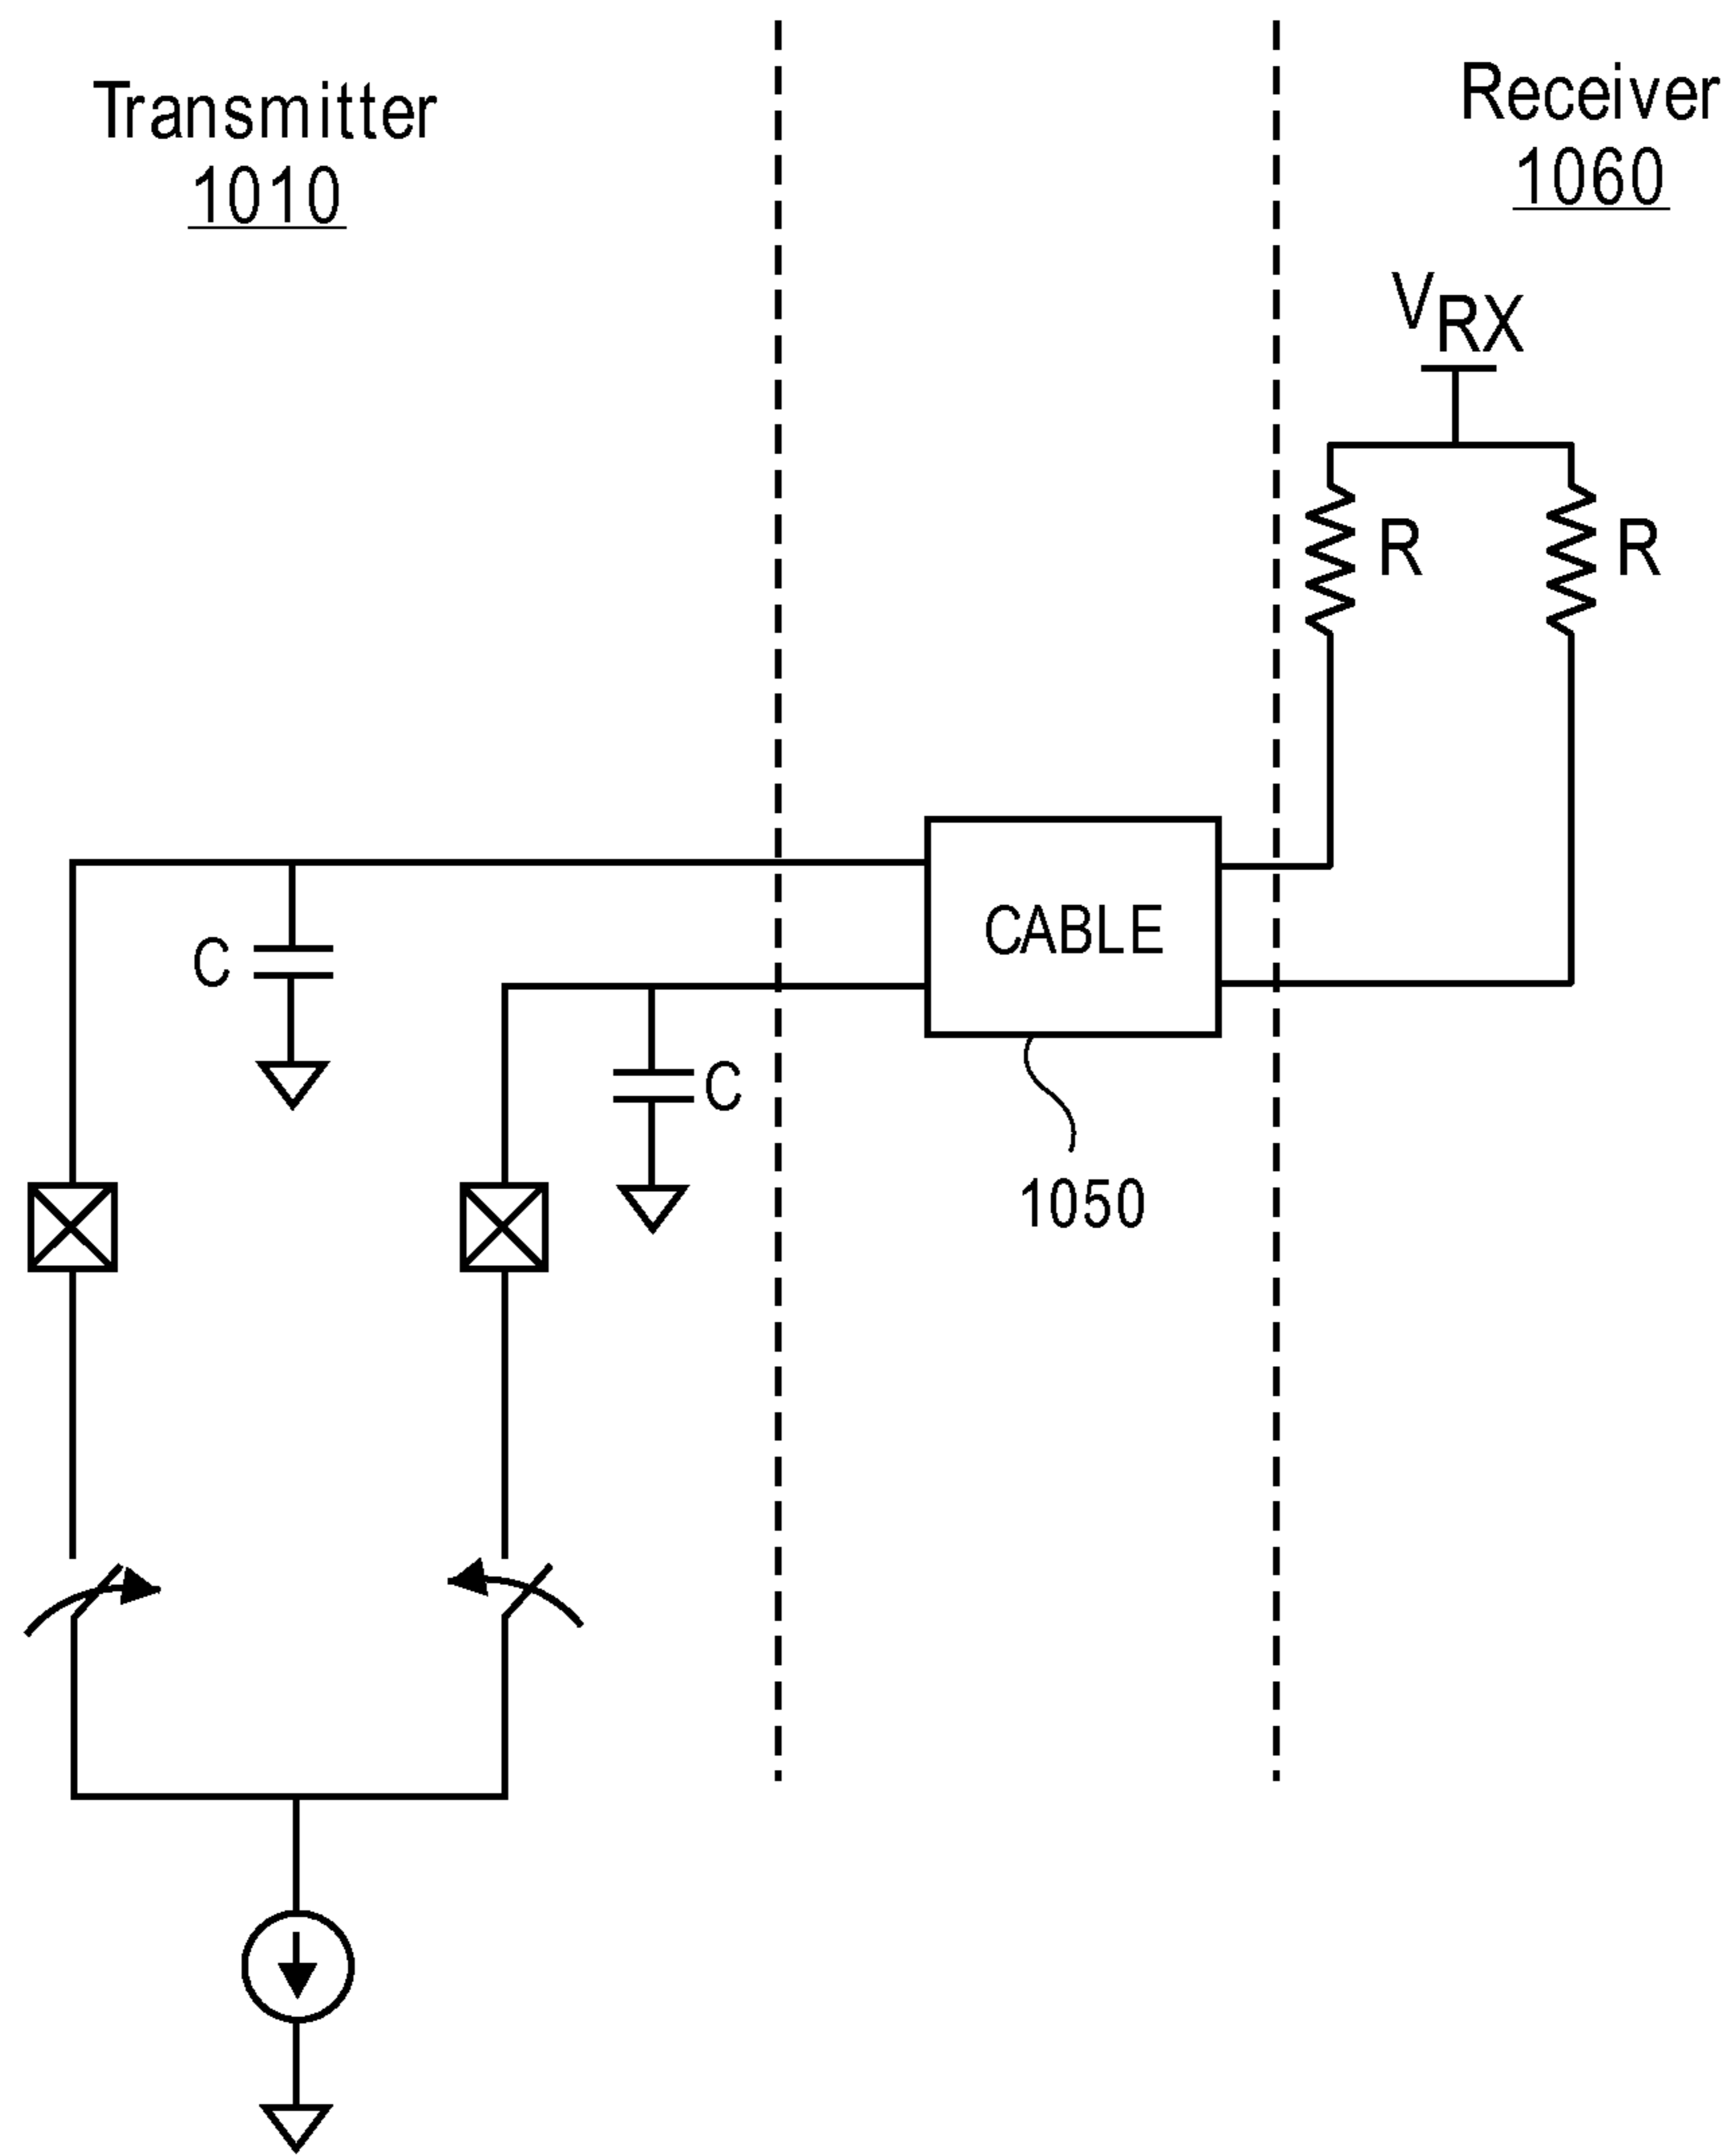 Transmitter
1010
Receiver
1060
VRX
R
R
CABLE
C
C
1050